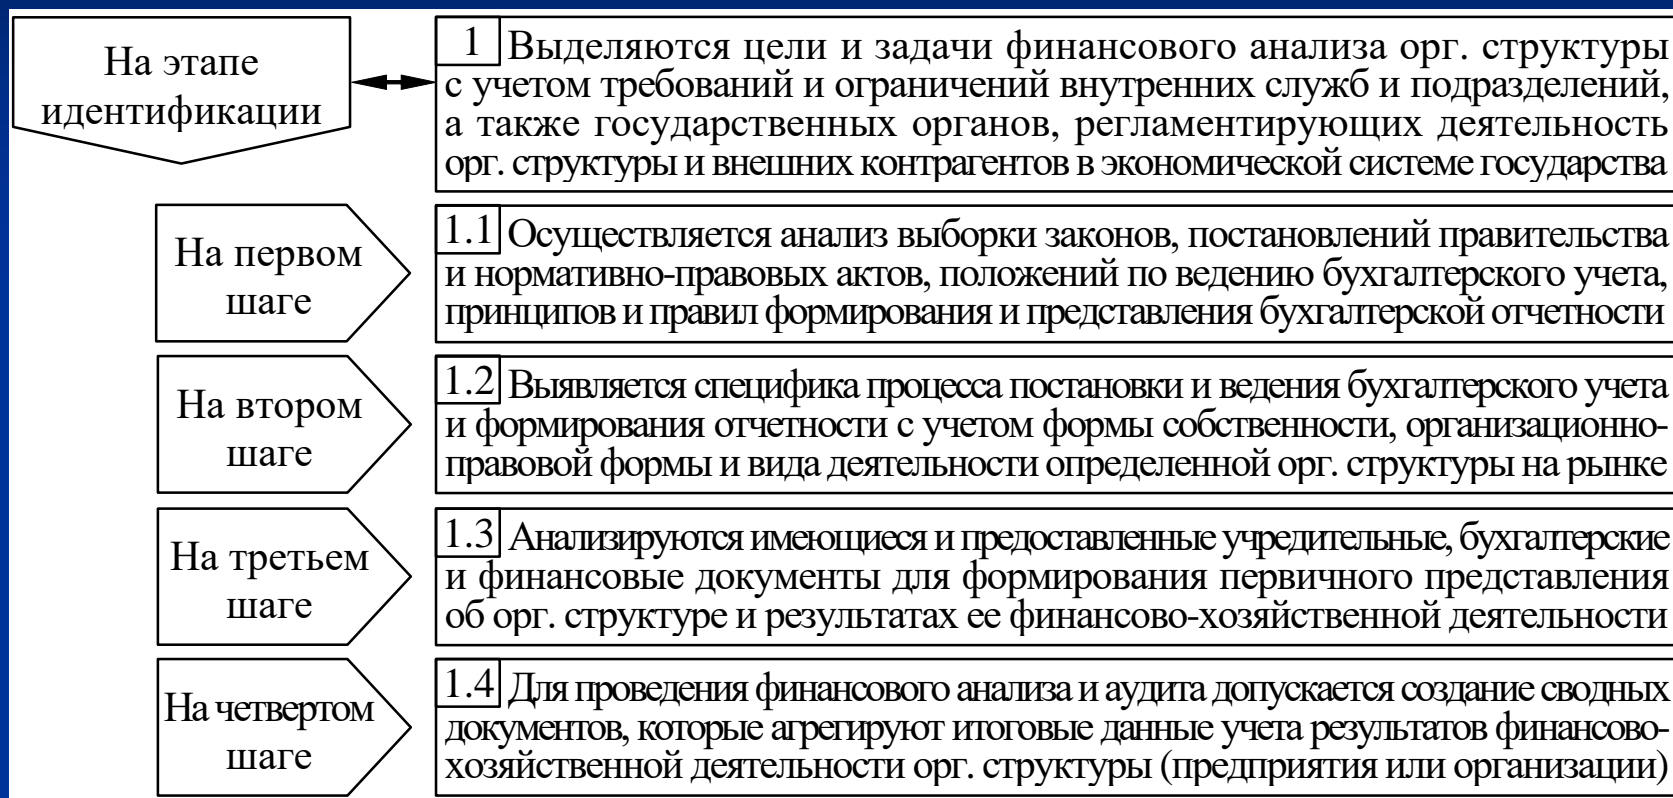 На этапе
идентификации
1 Выделяются цели и задачи финансового анализа орг. структуры
с учетом требований и ограничений внутренних служб и подразделений,
а также государственных органов, регламентирующих деятельность
орг. структуры и внешних контрагентов в экономической системе государства
На первом
шаге
1.1 Осуществляется анализ выборки законов, постановлений правительства
и нормативно-правовых актов, положений по ведению бухгалтерского учета,
принципов и правил формирования и представления бухгалтерской отчетности
На втором
шаге
1.2 Выявляется специфика процесса постановки и ведения бухгалтерского учета
и формирования отчетности с учетом формы собственности, организационно-
правовой формы и вида деятельности определенной орг. структуры на рынке
На третьем
шаге
1.3 Анализируются имеющиеся и предоставленные учредительные, бухгалтерские
и финансовые документы для формирования первичного представления
об орг. структуре и результатах ее финансово-хозяйственной деятельности
На четвертом
шаге
1.4 Для проведения финансового анализа и аудита допускается создание сводных
документов, которые агрегируют итоговые данные учета результатов финансово-
хозяйственной деятельности орг. структуры (предприятия или организации)